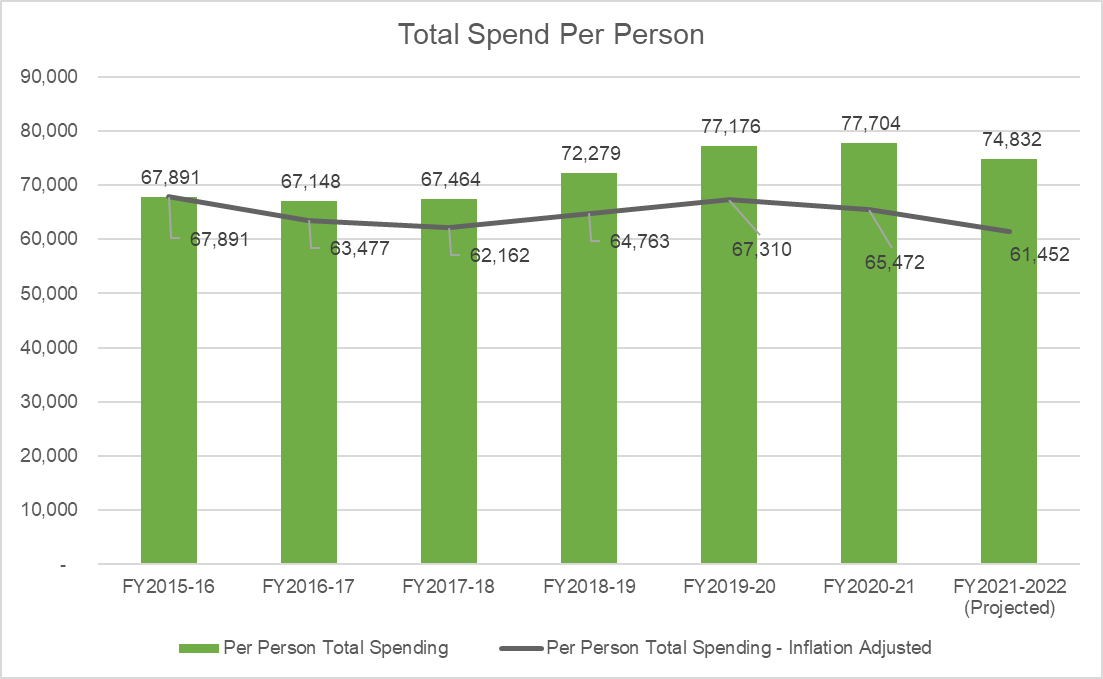 Total Spend Per Person
90,000
80,000
70,000
60,000
50,000
40,000
30,000
20,000
10,000
-
67,891
67,148
67,464
72,279
77,176
77,704
74,832
67,891
63,477
62,162
64,763
67,310
65,472
61,452
FY2015-16
FY2016-17
FY2017-18
FY2018-19
FY2019-20
FY2020-21
FY2021-2022
(Projected)
Per Person Total Spending
Per Person Total Spending - Inflation Adjusted